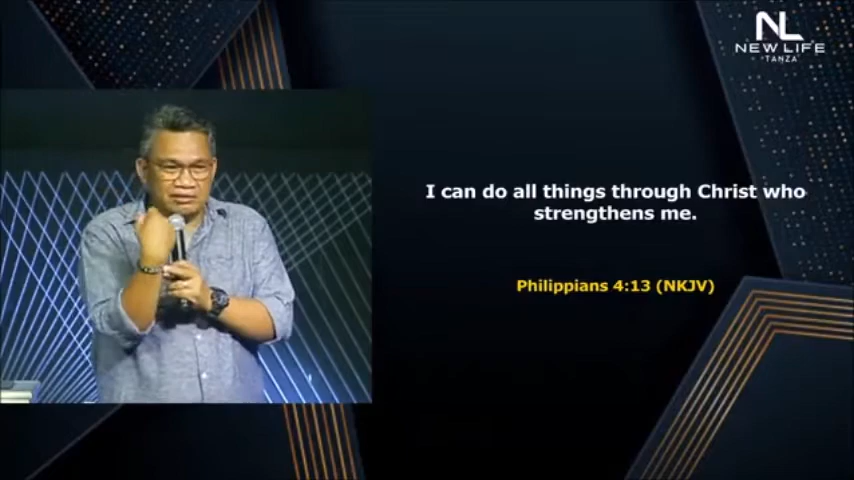 NL
NEW LIFE
TANZA
I can do all things through Christ who
strengthens me.
Philippians 4:13 (NKJV)